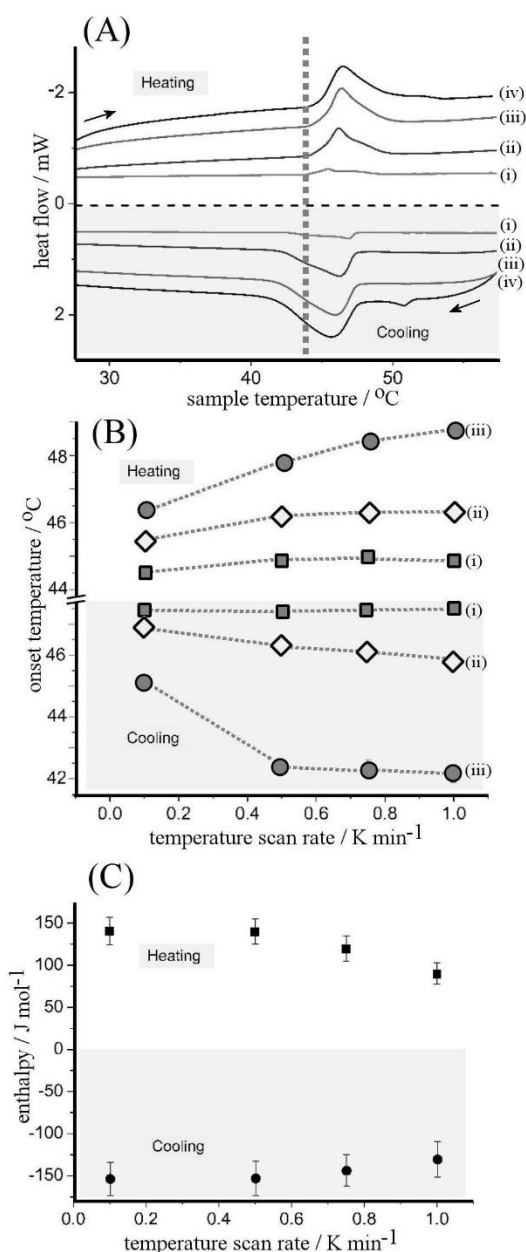 (A)
Heating
-2
0
2
heat flow / mW
(iv)
(iii)
(ii)
(i)
(i)
(ii)
(iii)
(iv)
Cooling
30
40
50
sample temperature / °C
(B)
Heating
48
46
44
46
44
42
onset temperature / °C
(iii)
(ii)
(i)
(i)
(ii)
(iii)
Cooling
0.0
0.2
0.4
0.6
0.8
1.0
temperature scan rate / K min-1
(C)
150
100
50
0
-50
-100
-150
enthalpy / J mol-1
Heating
Cooling
0.0
0.2
0.4
0.6
0.8
1.0
temperature scan rate / K min-1